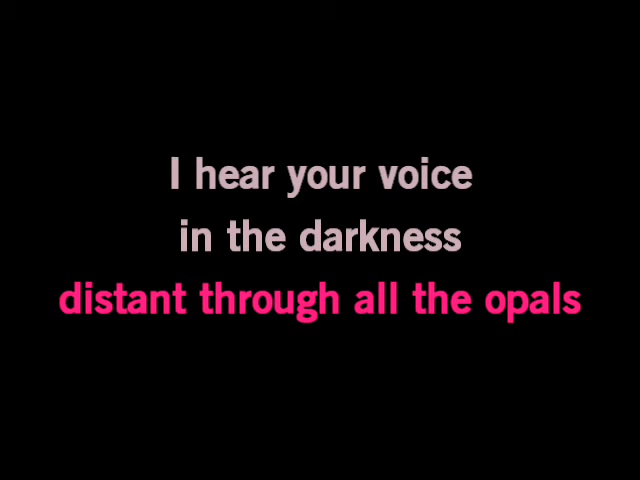 I hear your voice
in the darkness
distant through all the opals